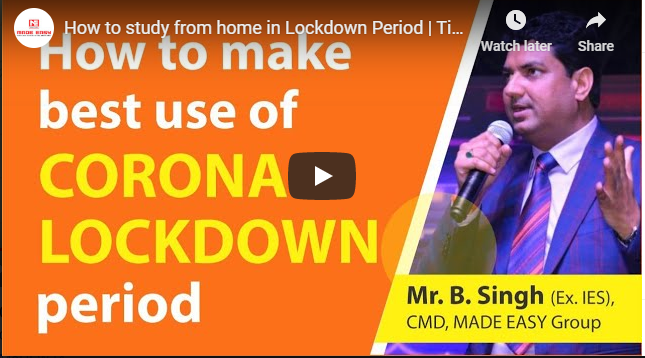 MADE EASY
How to study from home in Lockdown Period | Ti...
Watch later
Share
How to make
best use of
CORONA
LOCKDOWN
period
Mr. B. Singh (Ex. IES),
CMD, MADE EASY Group